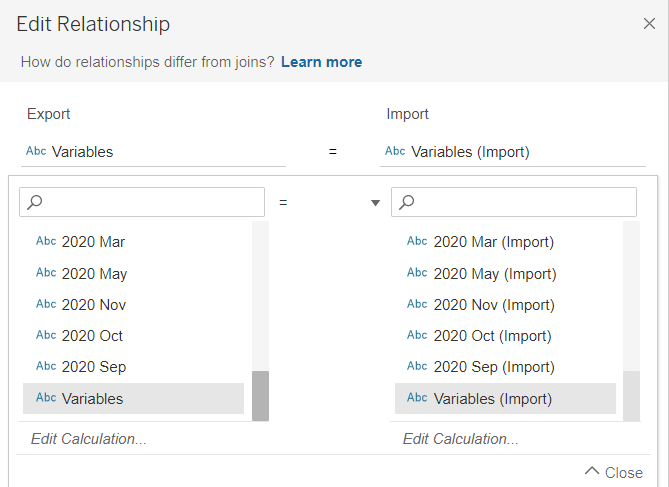 Edit Relationship
How do relationships differ from joins? Learn more
Export Import
Abc Variables = Abc Variables (Import)
=
Abc 2020 Mar Abc 2020 Mar (Import)
Abc 2020 May Abc 2020 May (Import)
Abc 2020 Nov Abc 2020 Nov (Import)
Abc 2020 Oct Abc 2020 Oct (Import)
Abc 2020 Sep Abc 2020 Sep (Import)
Abc Variables Abc Variables (Import)
Edit Calculation... Edit Calculation...
Close